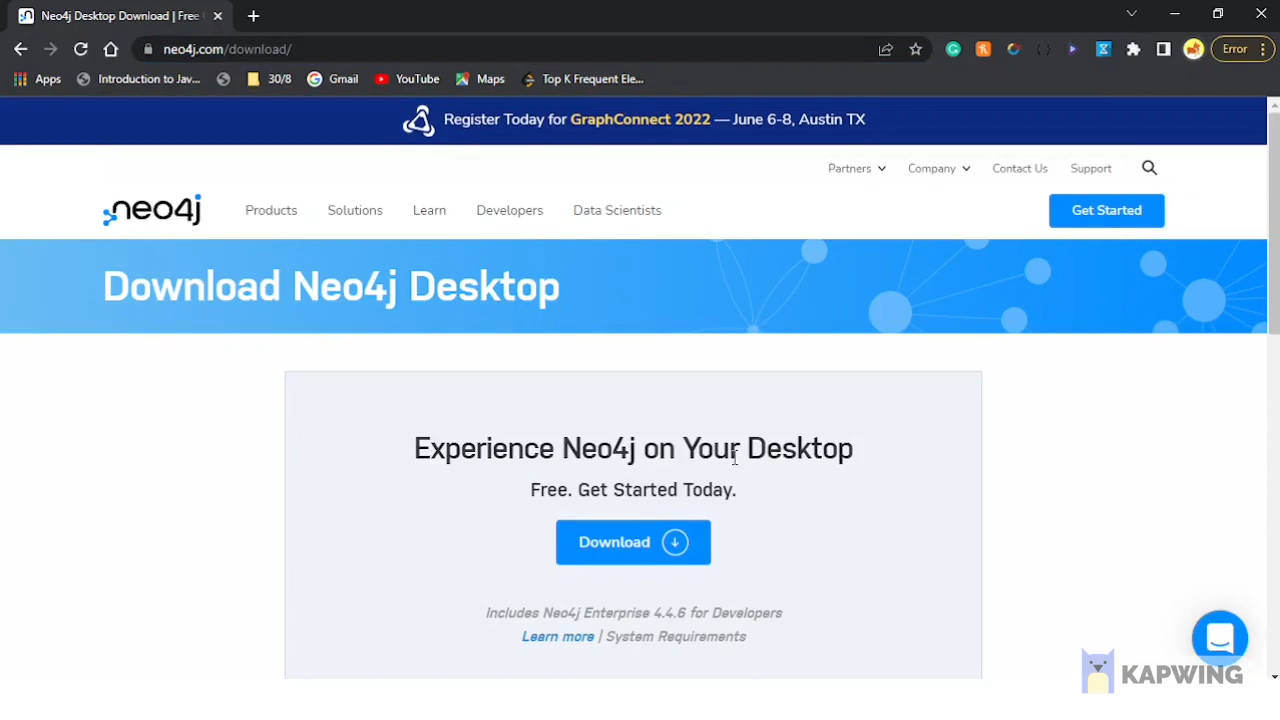 Neo4j Desktop Download | Free
neo4j.com/download/
Error
Apps
Introduction to Jav...
30/8
Gmail
YouTube
Maps
Top K Frequent Ele...
Register Today for GraphConnect 2022 — June 6-8, Austin TX
Partners
Company
Contact Us
Support
neo4j
Products
Solutions
Learn
Developers
Data Scientists
Get Started
Download Neo4j Desktop
Experience Neo4j on Your Desktop
Free. Get Started Today.
Download
Includes Neo4j Enterprise 4.4.6 for Developers
Learn more | System Requirements
KAPWING